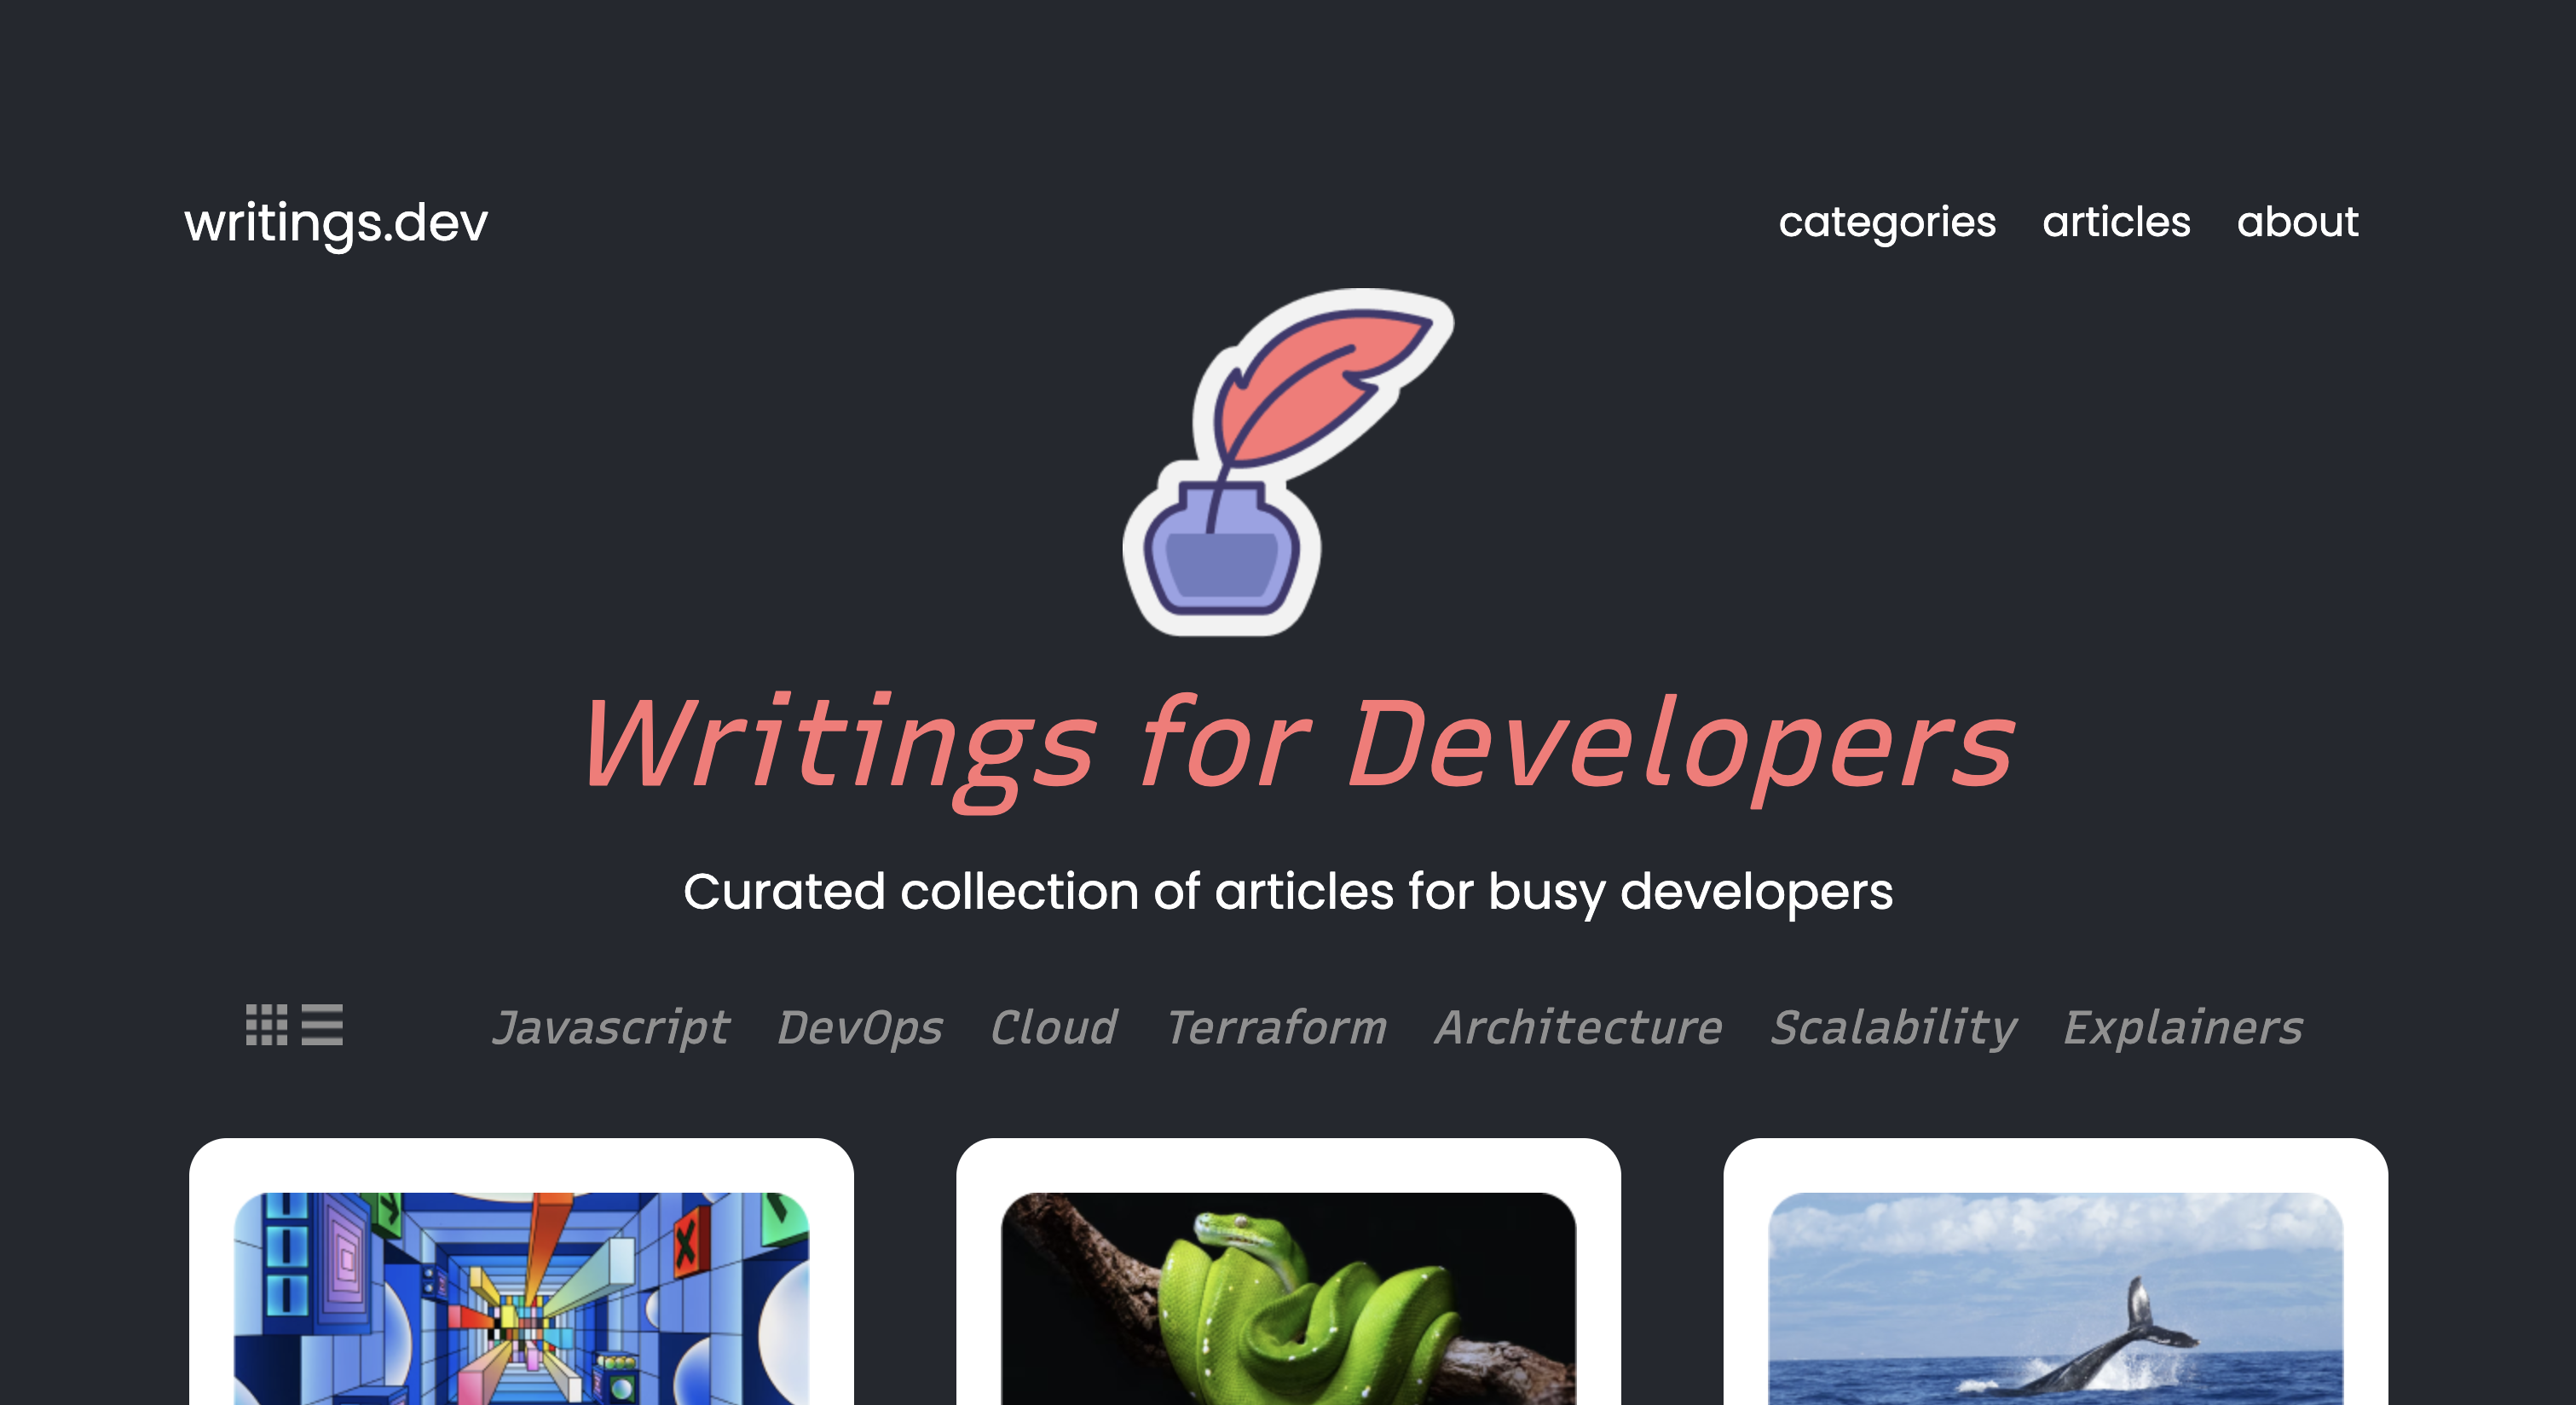 writings.dev
categories articles about
Writings for Developers
Curated collection of articles for busy developers
Javascript DevOps Cloud Terraform Architecture Scalability Explainers